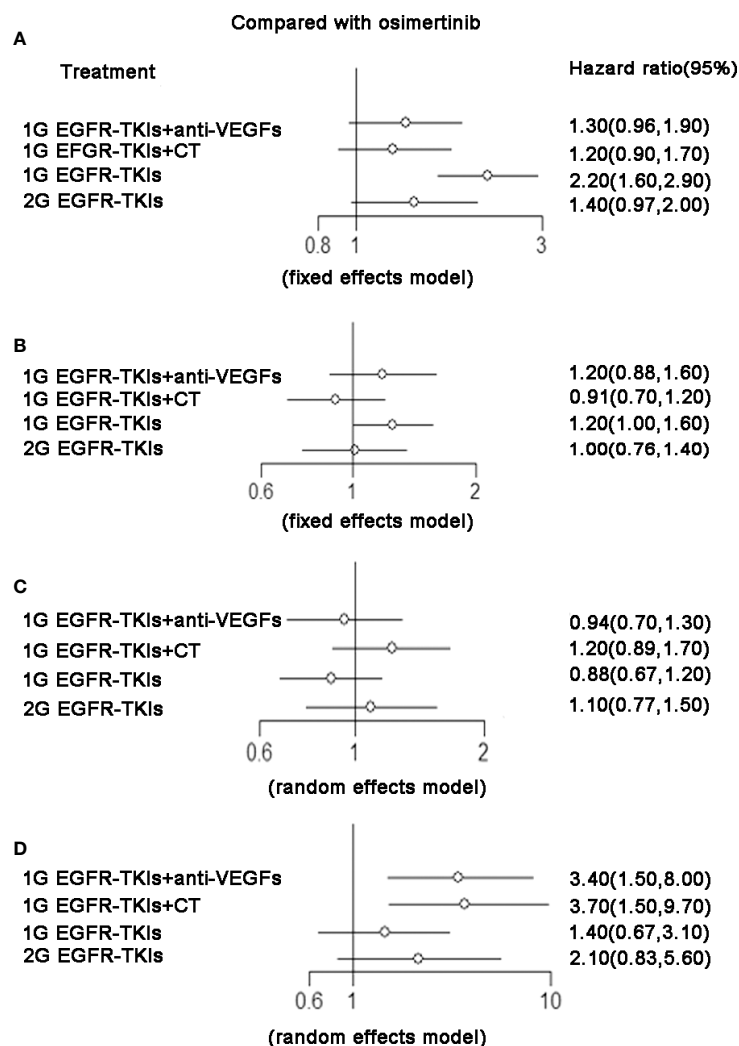 Compared with osimertinib
A
Treatment Hazard ratio(95%)
1G EGFR-TKIs+anti-VEGFs 1.30(0.96,1.90)
1G EFGR-TKIs+CT 1.20(0.90,1.70)
1G EGFR-TKIs 2.20(1.60,2.90)
2G EGFR-TKIs 1.40(0.97,2.00)
0.8 1 3
(fixed effects model)
B
1G EGFR-TKIs+anti-VEGFs 1.20(0.88,1.60)
1G EGFR-TKIs+CT 0.91(0.70,1.20)
1G EGFR-TKIs 1.20(1.00,1.60)
2G EGFR-TKIs 1.00(0.76,1.40)
0.6 1 2
(fixed effects model)
C
1G EGFR-TKIs+anti-VEGFs 0.94(0.70,1.30)
1G EGFR-TKIs+CT 1.20(0.89,1.70)
1G EGFR-TKIs 0.88(0.67,1.20)
2G EGFR-TKIs 1.10(0.77,1.50)
0.6 1 2
(random effects model)
D
1G EGFR-TKIs+anti-VEGFs 3.40(1.50,8.00)
1G EGFR-TKIs+CT 3.70(1.50,9.70)
1G EGFR-TKIs 1.40(0.67,3.10)
2G EGFR-TKIs 2.10(0.83,5.60)
0.6 1 10
(random effects model)